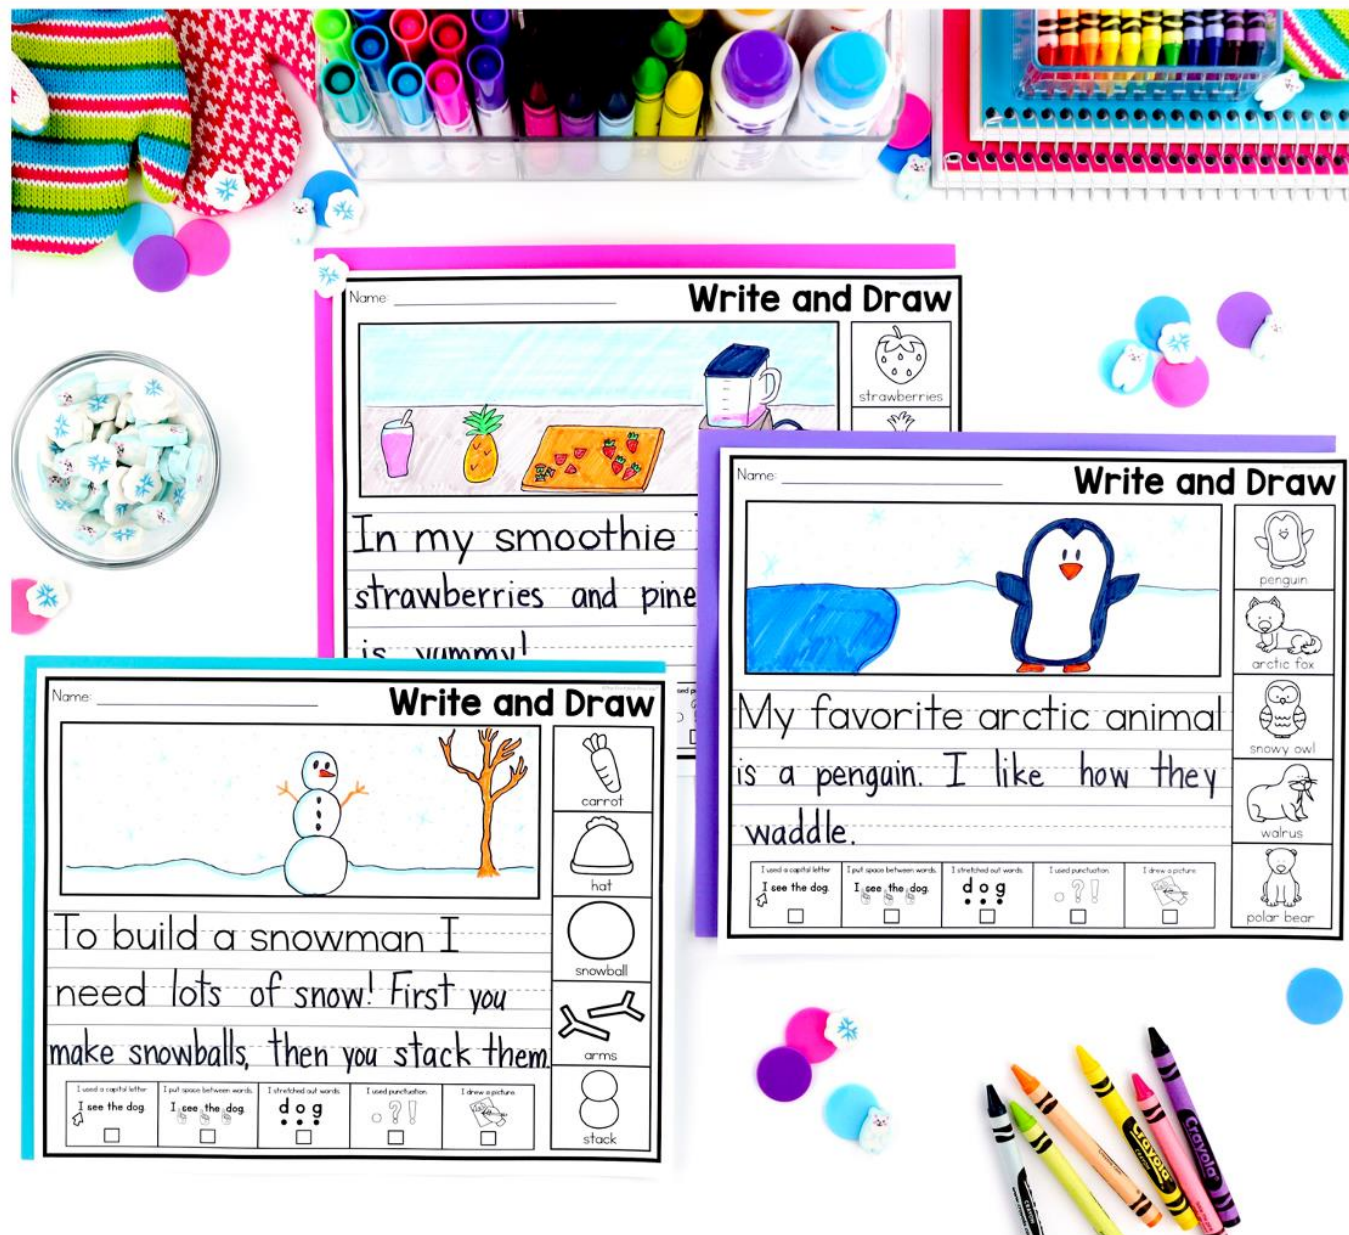 Name:
Write and Draw
strawberries
In my smoothie
strawberries and pine
is yummy!
Name:
Write and Draw
penguin
arctic fox
snowy owl
walrus
polar bear
My favorite arctic animal
is a penguin. I like how they
waddle.
I used a capital letter
I see the dog.
I put space between words.
I see the dog.
I stretched out words
dog
I used punctuation.
? !
I drew a picture.
Name:
Write and Draw
carrot
hat
snowball
arms
stack
To build a snowman I
need lots of snow! First you
make snowballs, then you stack them.
I used a capital letter
I see the dog.
I put space between words.
I see the dog.
I stretched out words
dog
I used punctuation.
? !
I drew a picture.
Crayola
Crayola